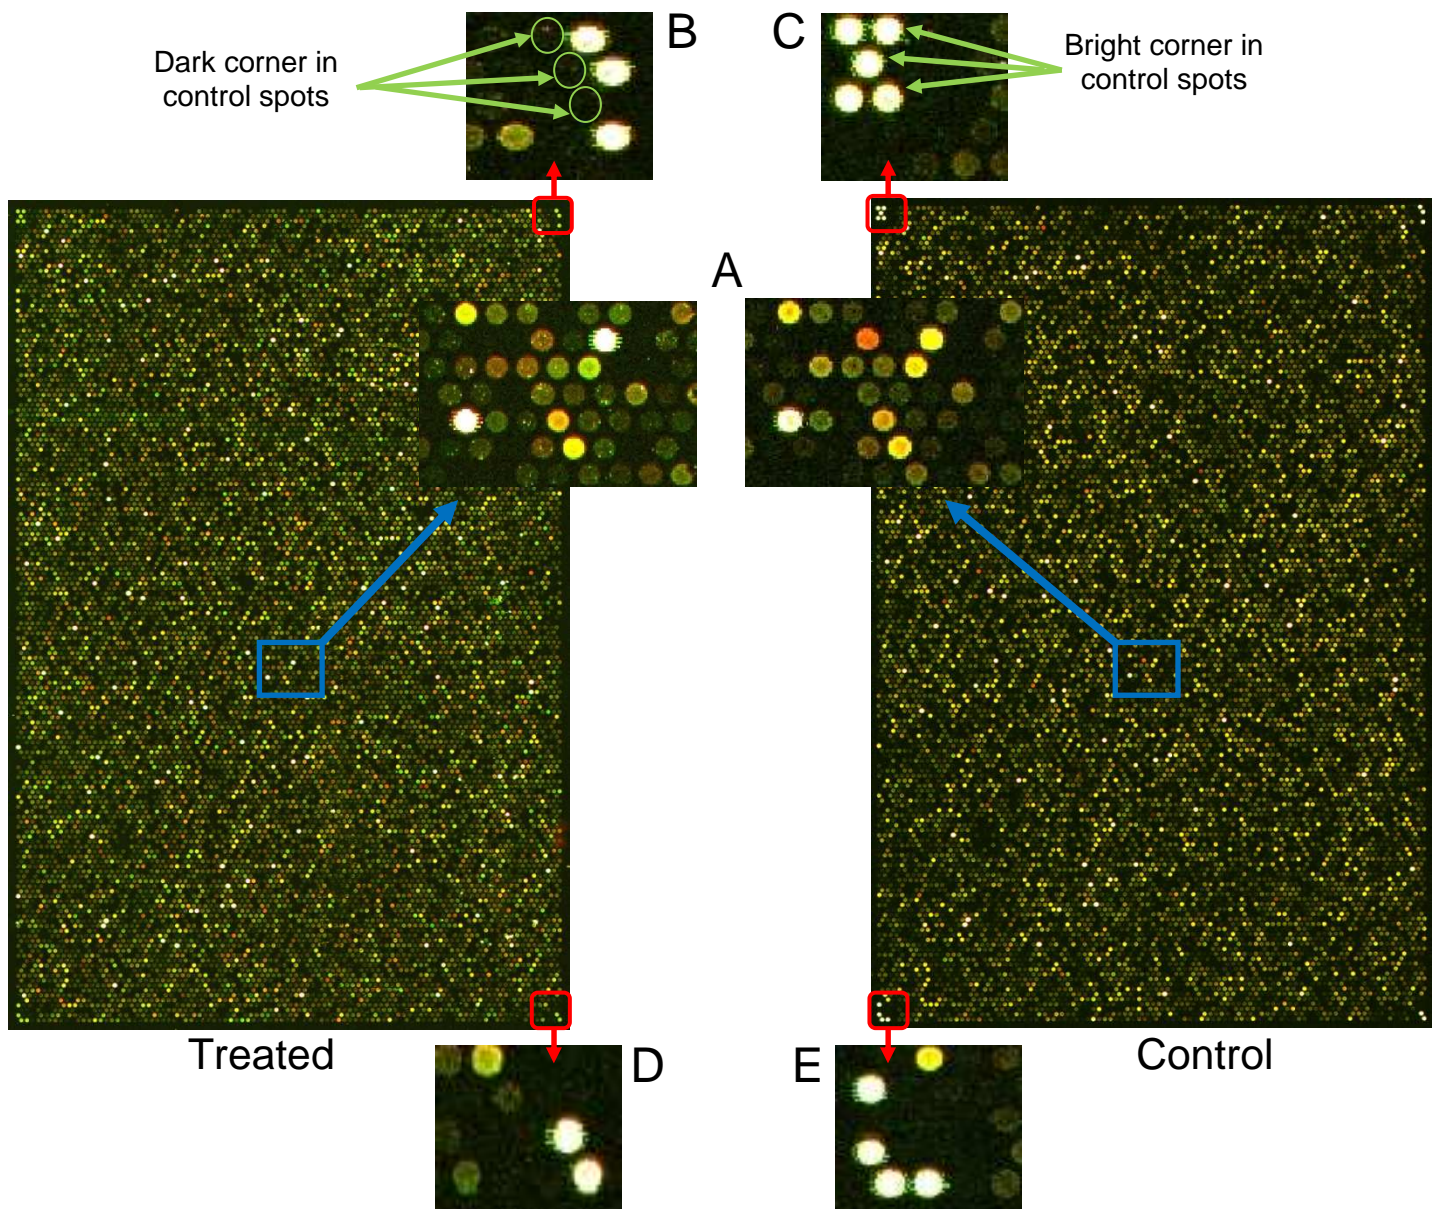 B
C
Dark corner in
control spots
Bright corner in
control spots
A
Treated
Control
D
E